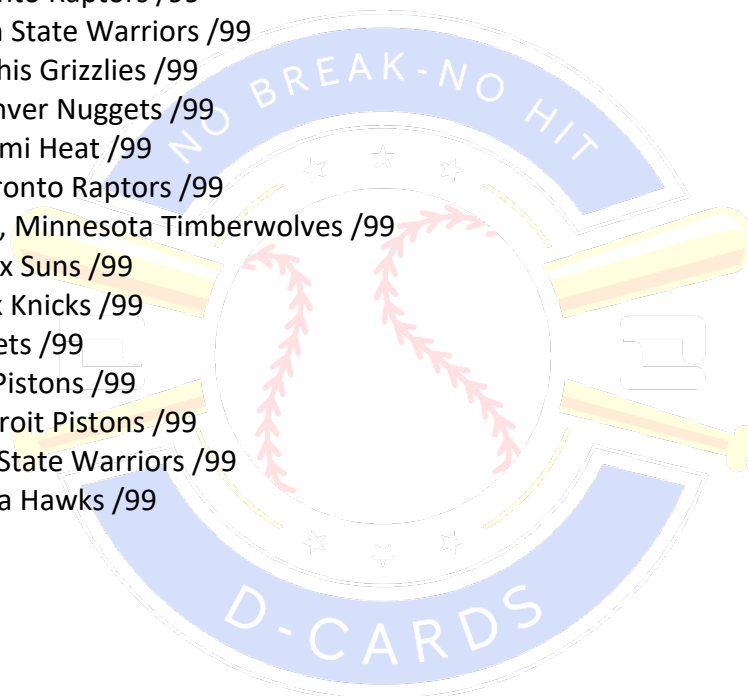 nto Raptors /99
n State Warriors /99
his Grizzlies /99
nver Nuggets /99
mi Heat /99
ronto Raptors /99
, Minnesota Timberwolves /99
x Suns /99
k Knicks /99
ets /99
Pistons /99
roit Pistons /99
State Warriors /99
a Hawks /99
NO BREAK-NO HIT
D-CARDS